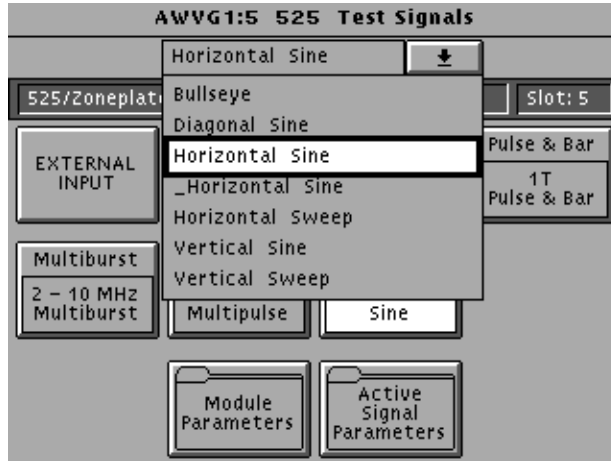 AWVG1:5 525 Test Signals
Horizontal Sine
525/Zoneplat
Slot: 5
Bullseye
Diagonal Sine
Horizontal Sine
_Horizontal Sine
Horizontal Sweep
Vertical Sine
Vertical Sweep
EXTERNAL
INPUT
Pulse & Bar
1T
Pulse & Bar
Multiburst
2 – 10 MHz
Multiburst
Multipulse
Sine
Module
Parameters
Active
Signal
Parameters